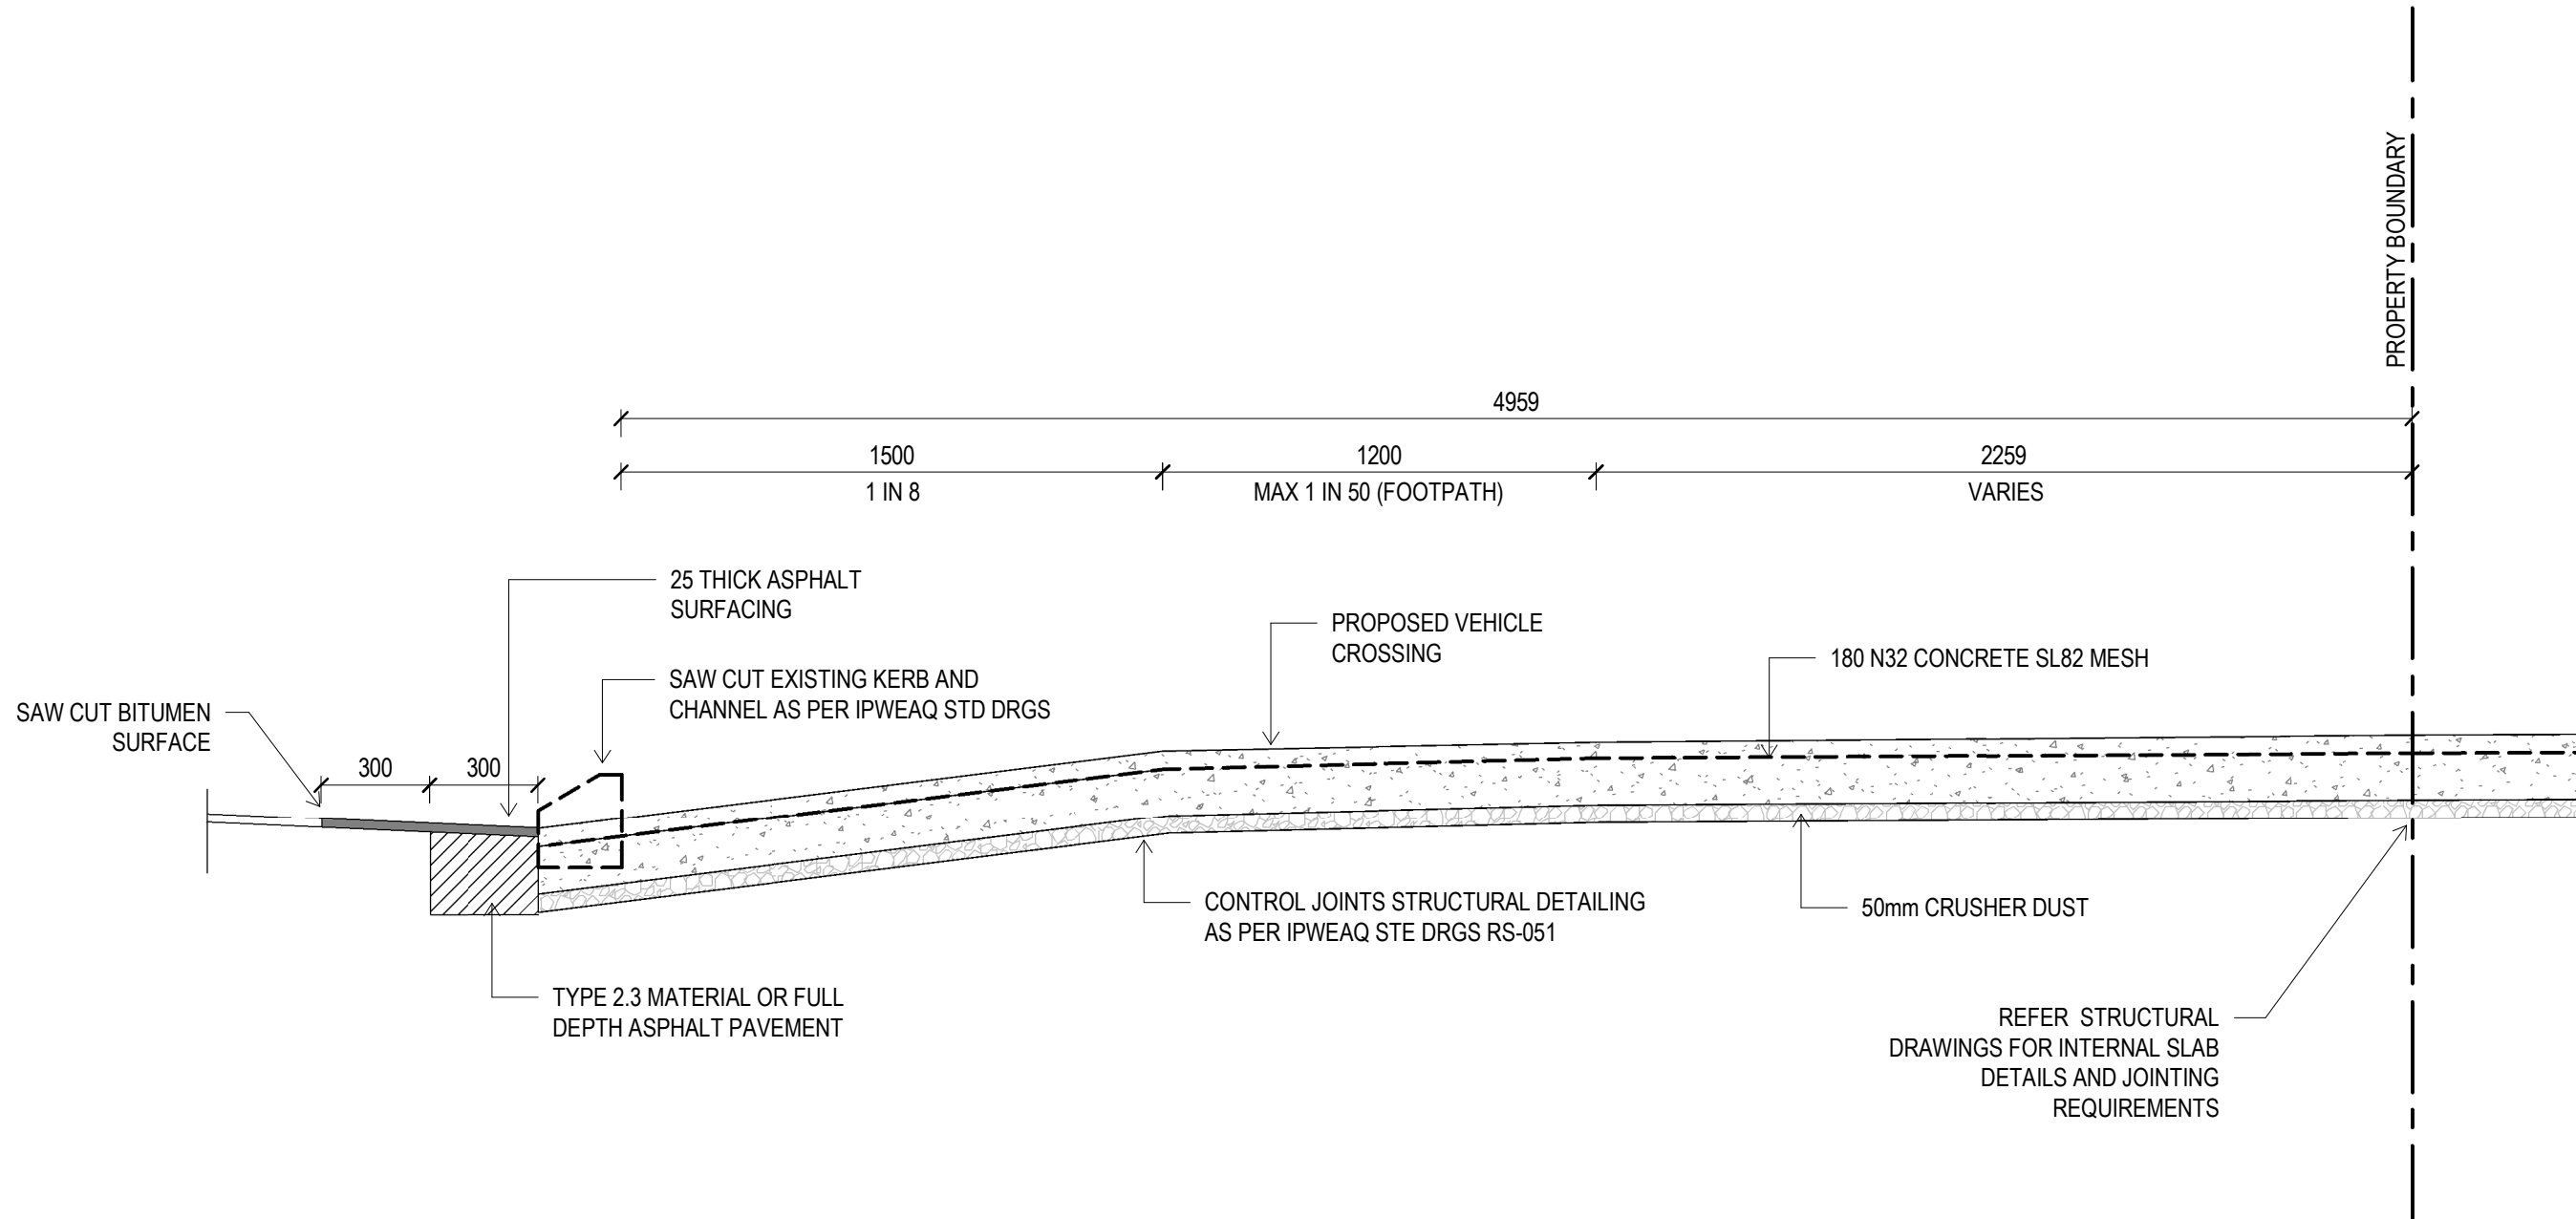 PROPERTY BOUNDARY
4959
1500
1200
2259
1 IN 8
MAX 1 IN 50 (FOOTPATH)
VARIES
25 THICK ASPHALT
SURFACING
PROPOSED VEHICLE
CROSSING
180 N32 CONCRETE SL82 MESH
SAW CUT EXISTING KERB AND
CHANNEL AS PER IPWEAQ STD DRGS
SAW CUT BITUMEN
SURFACE
300
300
CONTROL JOINTS STRUCTURAL DETAILING
AS PER IPWEAQ STE DRGS RS-051
50mm CRUSHER DUST
TYPE 2.3 MATERIAL OR FULL
DEPTH ASPHALT PAVEMENT
REFER STRUCTURAL
DRAWINGS FOR INTERNAL SLAB
DETAILS AND JOINTING
REQUIREMENTS